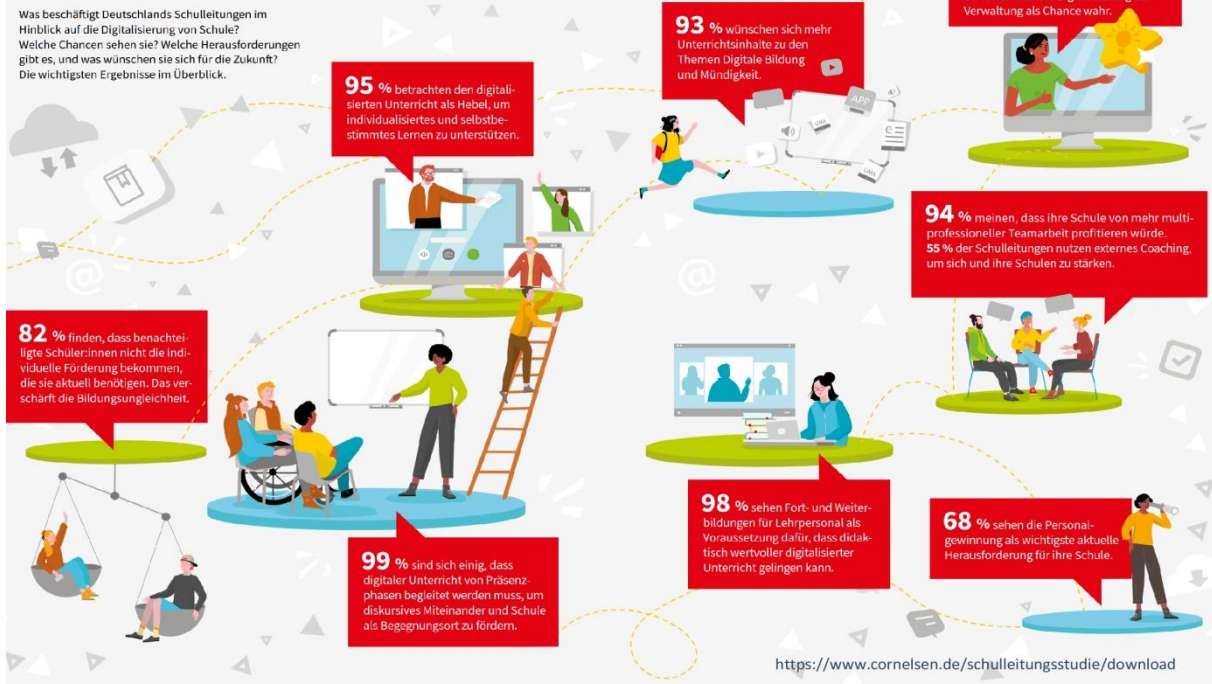 Was beschäftigt Deutschlands Schulleitungen im
Hinblick auf die Digitalisierung von Schule?
Welche Chancen sehen sie? Welche Herausforderungen
gibt es, und was wünschen sie sich für die Zukunft?
Die wichtigsten Ergebnisse im Überblick.
95 % betrachten den digitali-
sierten Unterricht als Hebel, um
individualisiertes und selbstbe-
stimmtes Lernen zu unterstützen.
93 % wünschen sich mehr
Unterrichtsinhalte zu den
Themen Digitale Bildung
und Mündigkeit.
Verwaltung als Chance wahr.
APP
UMA
UMA
94 % meinen, dass ihre Schule von mehr multi-
professioneller Teamarbeit profitieren würde.
55 % der Schulleitungen nutzen externes Coaching,
um sich und ihre Schulen zu stärken.
@
@
82 % finden, dass benachtei-
ligte Schüler:innen nicht die indi-
viduelle Förderung bekommen,
die sie aktuell benötigen. Das ver-
schärft die Bildungsungleichheit.
99 % sind sich einig, dass
digitaler Unterricht von Präsenz-
phasen begleitet werden muss, um
diskursives Miteinander und Schule
als Begegnungsort zu fördern.
98 % sehen Fort- und Weiter-
bildungen für Lehrpersonal als
Voraussetzung dafür, dass didak-
tisch wertvoller digitalisierter
Unterricht gelingen kann.
68 % sehen die Personal-
gewinnung als wichtigste aktuelle
Herausforderung für ihre Schule.
https://www.cornelsen.de/schulleitungsstudie/download